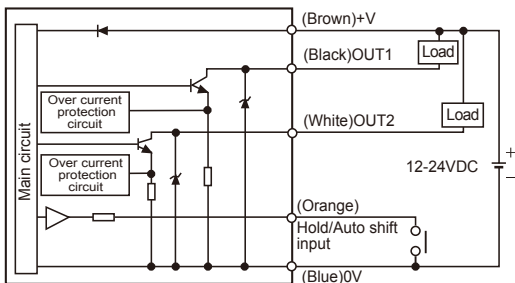 (Brown)+V
(Black)OUT1
Load
Over current
protection
circuit
(White)OUT2
Load
Main circuit
Over current
protection
circuit
12-24VDC
+
−
(Orange)
Hold/Auto shift
input
(Blue)0V